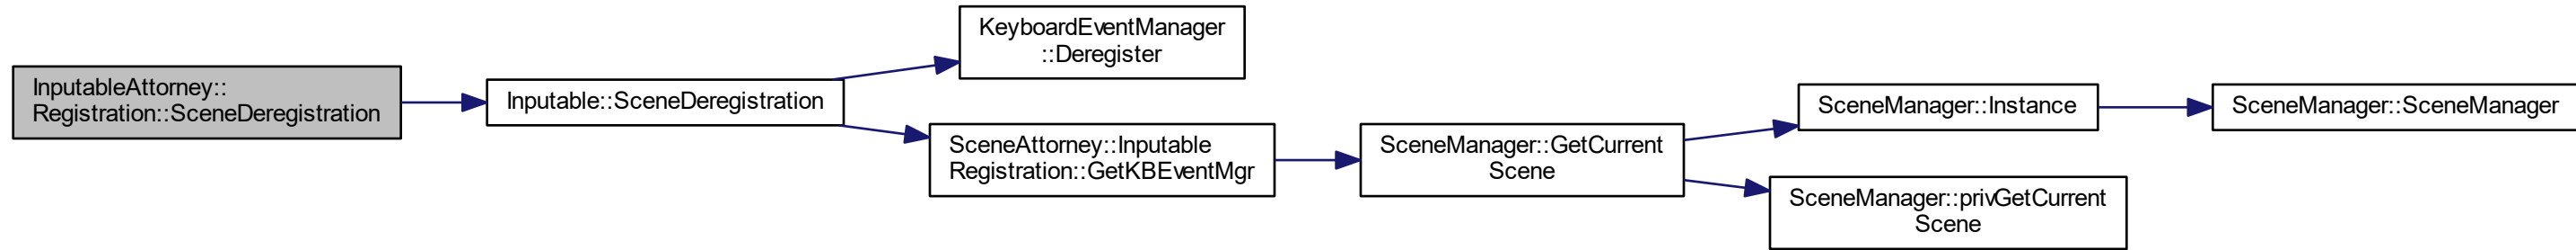 InputableAttorney::
Registration::SceneDeregistration
Inputable::SceneDeregistration
KeyboardEventManager
::Deregister
SceneAttorney::Inputable
Registration::GetKBEventMgr
SceneManager::GetCurrent
Scene
SceneManager::Instance
SceneManager::privGetCurrent
Scene
SceneManager::SceneManager